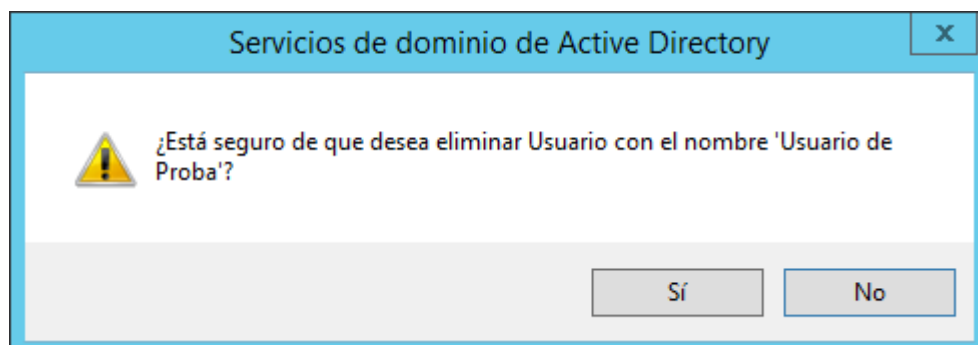 Servicios de dominio de Active Directory
x
¿Está seguro de que desea eliminar Usuario con el nombre 'Usuario de
Proba'?
Sí
No